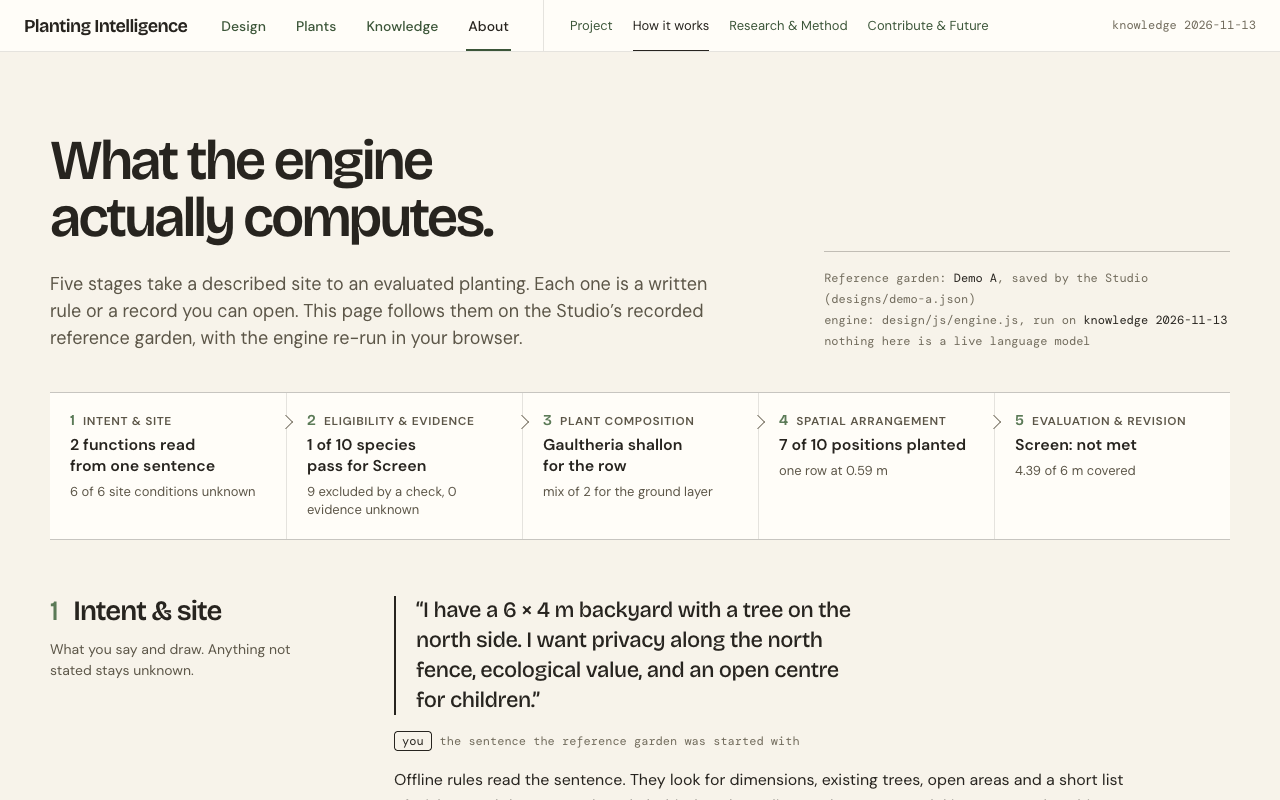 Planting Intelligence Design Plants Knowledge About Project How it works Research & Method Contribute & Future knowledge 2026-11-13
What the engine
actually computes.
Five stages take a described site to an evaluated planting. Each one is a written
rule or a record you can open. This page follows them on the Studio’s recorded
reference garden, with the engine re-run in your browser.
Reference garden: Demo A, saved by the Studio
(designs/demo-a.json)
engine: design/js/engine.js, run on knowledge 2026-11-13
nothing here is a live language model
1 INTENT & SITE
2 functions read
from one sentence
6 of 6 site conditions unknown
2 ELIGIBILITY & EVIDENCE
1 of 10 species
pass for Screen
9 excluded by a check, 0
evidence unknown
3 PLANT COMPOSITION
Gaultheria shallon
for the row
mix of 2 for the ground layer
4 SPATIAL ARRANGEMENT
7 of 10 positions planted
one row at 0.59 m
5 EVALUATION & REVISION
Screen: not met
4.39 of 6 m covered
1 Intent & site
What you say and draw. Anything not
stated stays unknown.
“I have a 6 × 4 m backyard with a tree on the
north side. I want privacy along the north
fence, ecological value, and an open centre
for children.”
you the sentence the reference garden was started with
Offline rules read the sentence. They look for dimensions, existing trees, open areas and a short list